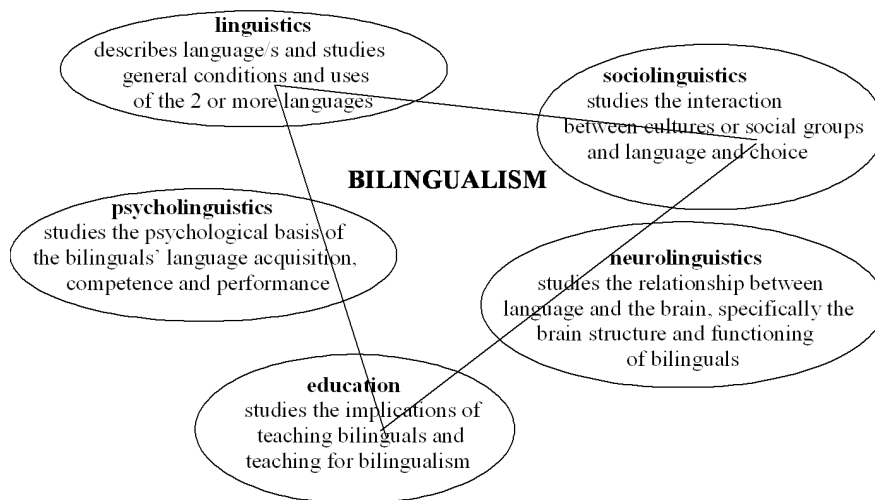 linguistics
describes language/s and studies
general conditions and uses
of the 2 or more languages
sociolinguistics
studies the interaction
between cultures or social groups
and language and choice
BILINGUALISM
psycholinguistics
studies the psychological basis of
the bilinguals’ language acquisition,
competence and performance
neurolinguistics
studies the relationship between
language and the brain, specifically the
brain structure and functioning
of bilinguals
education
studies the implications of
teaching bilinguals and
teaching for bilingualism